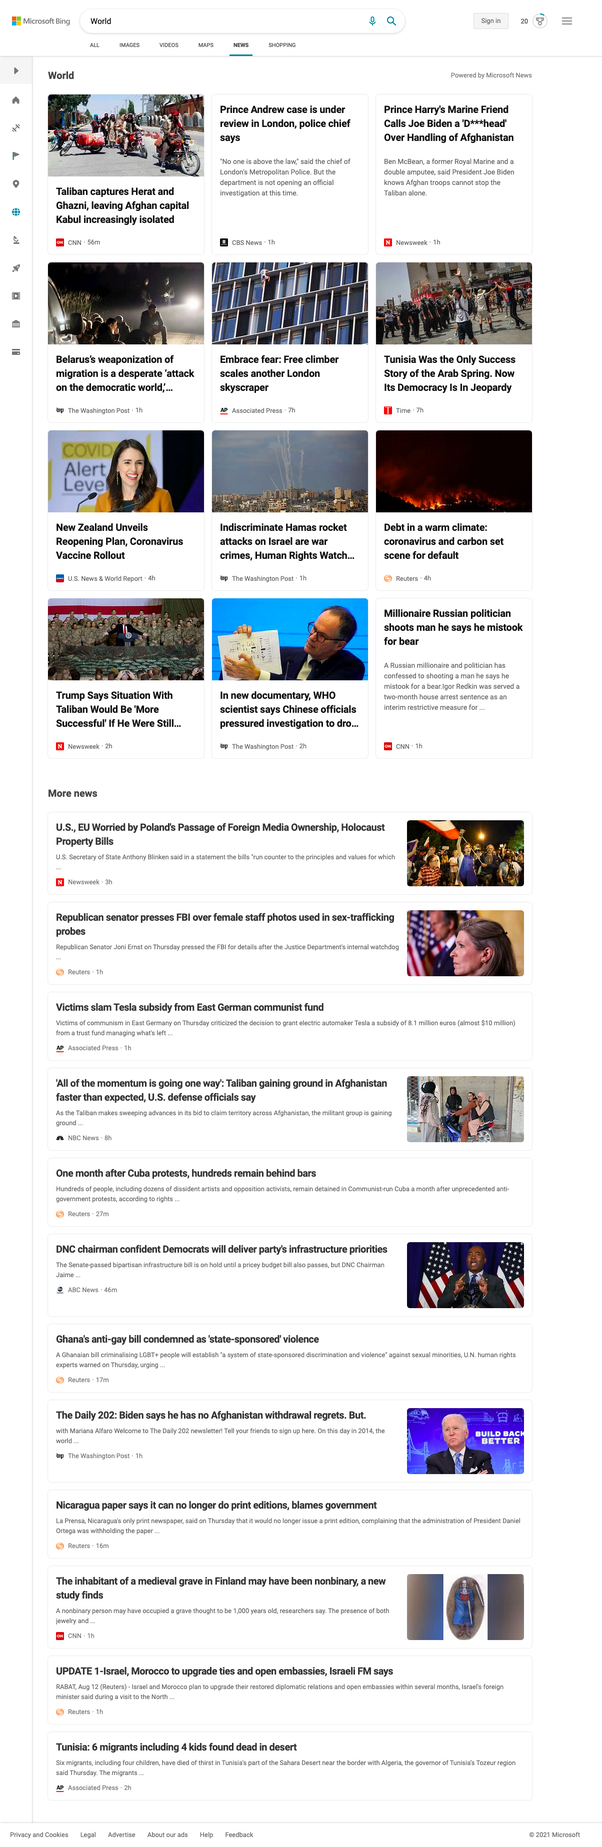 Microsoft Bing
World
Sign in
20
ALL IMAGES VIDEOS MAPS NEWS SHOPPING
World
Powered by Microsoft News
Taliban captures Herat and
Ghazni, leaving Afghan capital
Kabul increasingly isolated
CNN · 56m
Prince Andrew case is under
review in London, police chief
says
"No one is above the law," said the chief of
London's Metropolitan Police. But the
department is not opening an official
investigation at this time.
CBS News · 1h
Prince Harry's Marine Friend
Calls Joe Biden a 'D***head'
Over Handling of Afghanistan
Ben McBean, a former Royal Marine and a
double amputee, said President Joe Biden
knows Afghan troops cannot stop the
Taliban alone.
Newsweek · 1h
Belarus's weaponization of
migration is a desperate 'attack
on the democratic world,'...
The Washington Post · 1h
Embrace fear: Free climber
scales another London
skyscraper
AP Associated Press · 7h
Tunisia Was the Only Success
Story of the Arab Spring. Now
Its Democracy Is In Jeopardy
Time · 7h
COVID
Alert
Level
New Zealand Unveils
Reopening Plan, Coronavirus
Vaccine Rollout
U.S. News & World Report · 4h
Indiscriminate Hamas rocket
attacks on Israel are war
crimes, Human Rights Watch...
The Washington Post · 1h
Debt in a warm climate:
coronavirus and carbon set
scene for default
Reuters · 4h
Trump Says Situation With
Taliban Would Be 'More
Successful' If He Were Still...
Newsweek · 2h
In new documentary, WHO
scientist says Chinese officials
pressured investigation to dro...
The Washington Post · 2h
Millionaire Russian politician
shoots man he says he mistook
for bear
A Russian millionaire and politician has
confessed to shooting a man he says he
mistook for a bear.Igor Redkin was served a
two-month house arrest sentence as an
interim restrictive measure for ...
CNN · 1h
More news
U.S., EU Worried by Poland's Passage of Foreign Media Ownership, Holocaust
Property Bills
U.S. Secretary of State Anthony Blinken said in a statement the bills "run counter to the principles and values for which
...
Newsweek · 3h
Republican senator presses FBI over female staff photos used in sex-trafficking
probes
Republican Senator Joni Ernst on Thursday pressed the FBI for details after the Justice Department's internal watchdog
...
Reuters · 1h
Victims slam Tesla subsidy from East German communist fund
Victims of communism in East Germany on Thursday criticized the decision to grant electric automaker Tesla a subsidy of 8.1 million euros (almost $10 million)
from a trust fund managing what's left ...
AP Associated Press · 1h
'All of the momentum is going one way': Taliban gaining ground in Afghanistan
faster than expected, U.S. defense officials say
As the Taliban makes sweeping advances in its bid to claim territory across Afghanistan, the militant group is gaining
ground ...
NBC News · 8h
One month after Cuba protests, hundreds remain behind bars
Hundreds of people, including dozens of dissident artists and opposition activists, remain detained in Communist-run Cuba a month after unprecedented anti-
government protests, according to rights ...
Reuters · 27m
DNC chairman confident Democrats will deliver party's infrastructure priorities
The Senate-passed bipartisan infrastructure bill is on hold until a pricey budget bill also passes, but DNC Chairman
Jaime ...
ABC News · 46m
Ghana's anti-gay bill condemned as 'state-sponsored' violence
A Ghanaian bill criminalising LGBT+ people will establish "a system of state-sponsored discrimination and violence" against sexual minorities, U.N. human rights
experts warned on Thursday, urging ...
Reuters · 17m
The Daily 202: Biden says he has no Afghanistan withdrawal regrets. But.
with Mariana Alfaro Welcome to The Daily 202 newsletter! Tell your friends to sign up here. On this day in 2014, the
world ...
The Washington Post · 1h
BUILD BACK
BETTER
Nicaragua paper says it can no longer do print editions, blames government
La Prensa, Nicaragua's only print newspaper, said on Thursday that it would no longer issue a print edition, complaining that the administration of President Daniel
Ortega was withholding the paper ...
Reuters · 16m
The inhabitant of a medieval grave in Finland may have been nonbinary, a new
study finds
A nonbinary person may have occupied a grave thought to be 1,000 years old, researchers say. The presence of both
jewelry and ...
CNN · 1h
UPDATE 1-Israel, Morocco to upgrade ties and open embassies, Israeli FM says
RABAT, Aug 12 (Reuters) - Israel and Morocco plan to upgrade their restored diplomatic relations and open embassies within several months, Israel's foreign
minister said during a visit to the North ...
Reuters · 1h
Tunisia: 6 migrants including 4 kids found dead in desert
Six migrants, including four children, have died of thirst in Tunisia's part of the Sahara Desert near the border with Algeria, the governor of Tunisia's Tozeur region
said Thursday. The migrants ...
AP Associated Press · 2h
Privacy and Cookies Legal Advertise About our ads Help Feedback
© 2021 Microsoft